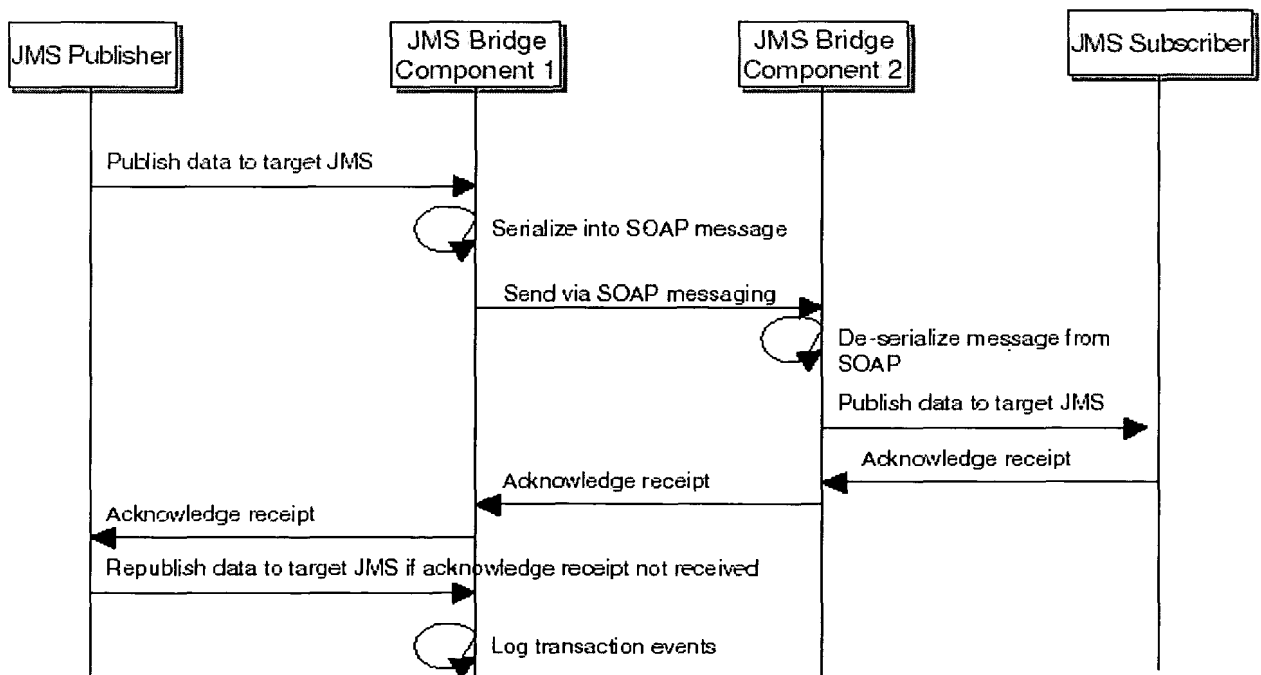 JMS Publisher
JMS Bridge
Component 1
JMS Bridge
Component 2
JMS Subscriber
Publish data to target JMS
Serialize into SOAP message
Send via SOAP messaging
De-serialize message from
SOAP
Publish data to target JMS
Acknowledge receipt
Acknowledge receipt
Acknowledge receipt
Republish data to target JMS if acknowledge receipt not received
Log transaction events